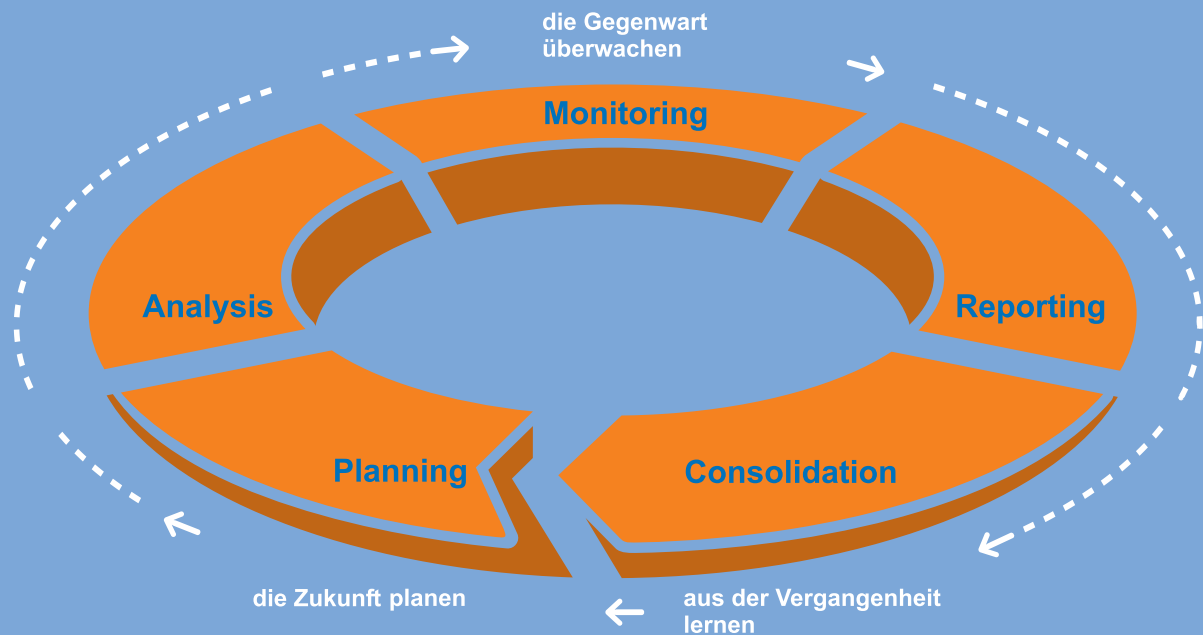 die Gegenwart
überwachen
Monitoring
Analysis
Reporting
Planning
Consolidation
die Zukunft planen
aus der Vergangenheit
lernen